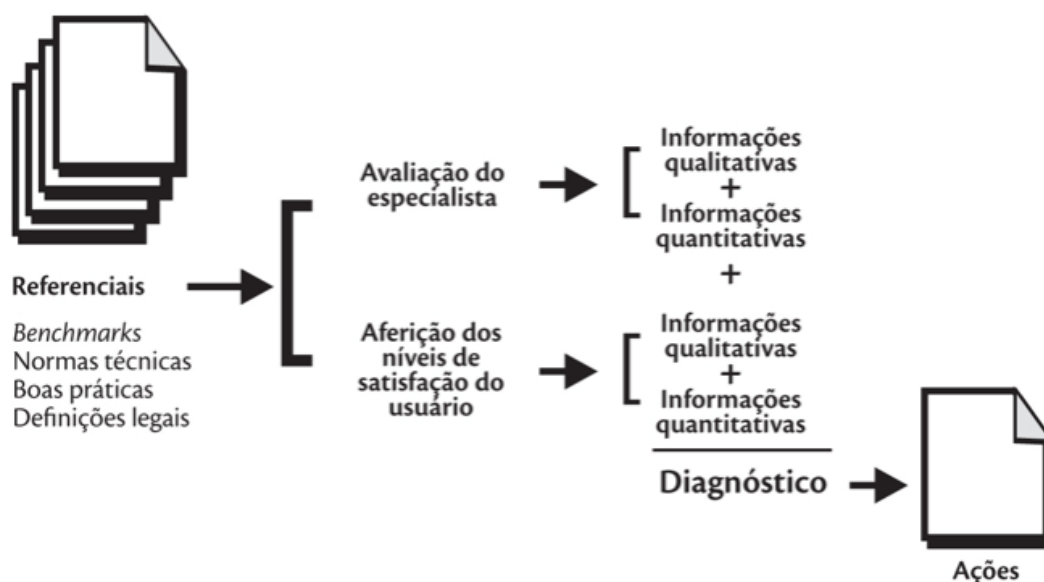 Referenciais
Benchmarks
Normas técnicas
Boas práticas
Definições legais
Avaliação do
especialista
Informações
qualitativas
+
Informações
quantitativas
+
Aferição dos
níveis de
satisfação do
usuário
Informações
qualitativas
+
Informações
quantitativas
Diagnóstico
Ações